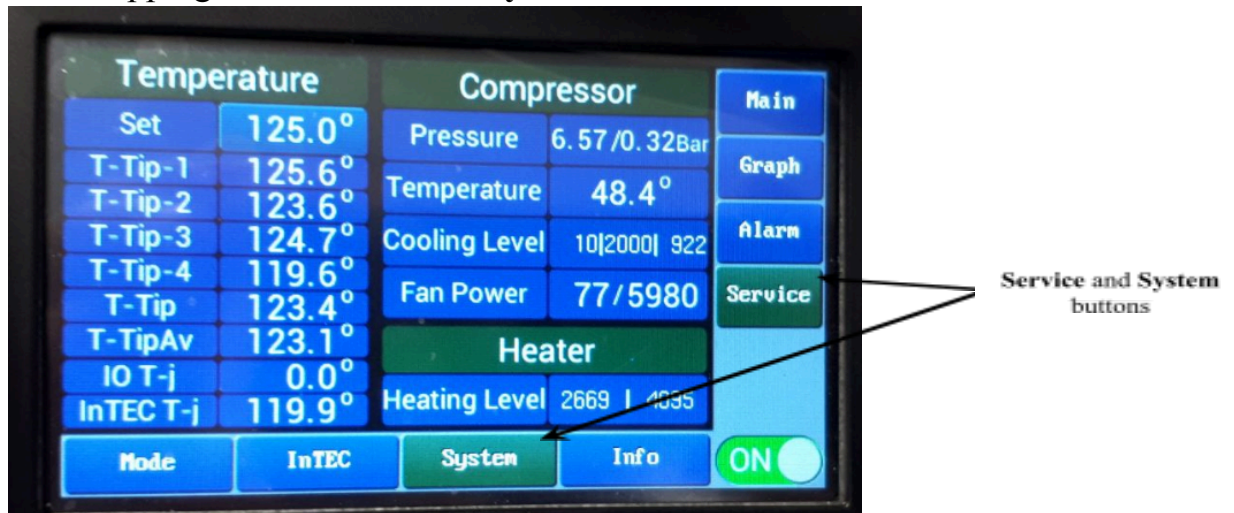 Temperature
Set 125.0°
T-Tip-1 125.6°
T-Tip-2 123.6°
T-Tip-3 124.7°
T-Tip-4 119.6°
T-Tip 123.4°
T-TipAv 123.1°
IO T-j 0.0°
InTEC T-j 119.9°
Compressor
Pressure 6.57/0.32Bar
Temperature 48.4°
Cooling Level 10|2000| 922
Fan Power 77/5980
Heater
Heating Level 2669 | 4095
Main
Graph
Alarm
Service
Mode InTEC System Info ON
Service and System
buttons